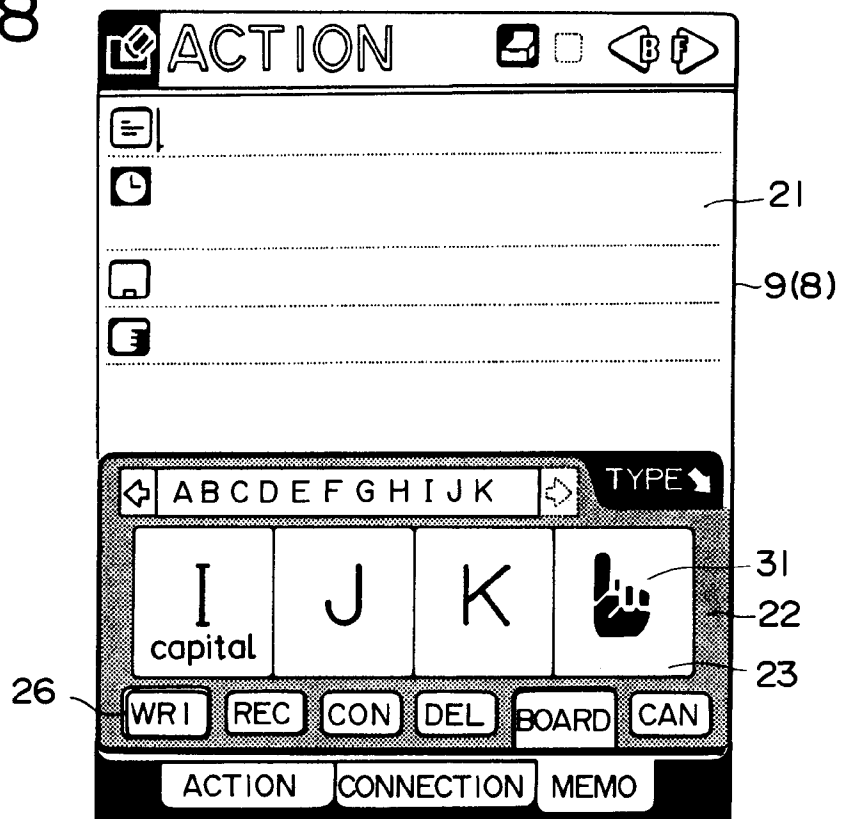 8
ACTION B F
21
9(8)
TYPE
A B C D E F G H I J K
I J K
capital
31
22
23
26
WRI REC CON DEL BOARD CAN
ACTION CONNECTION MEMO